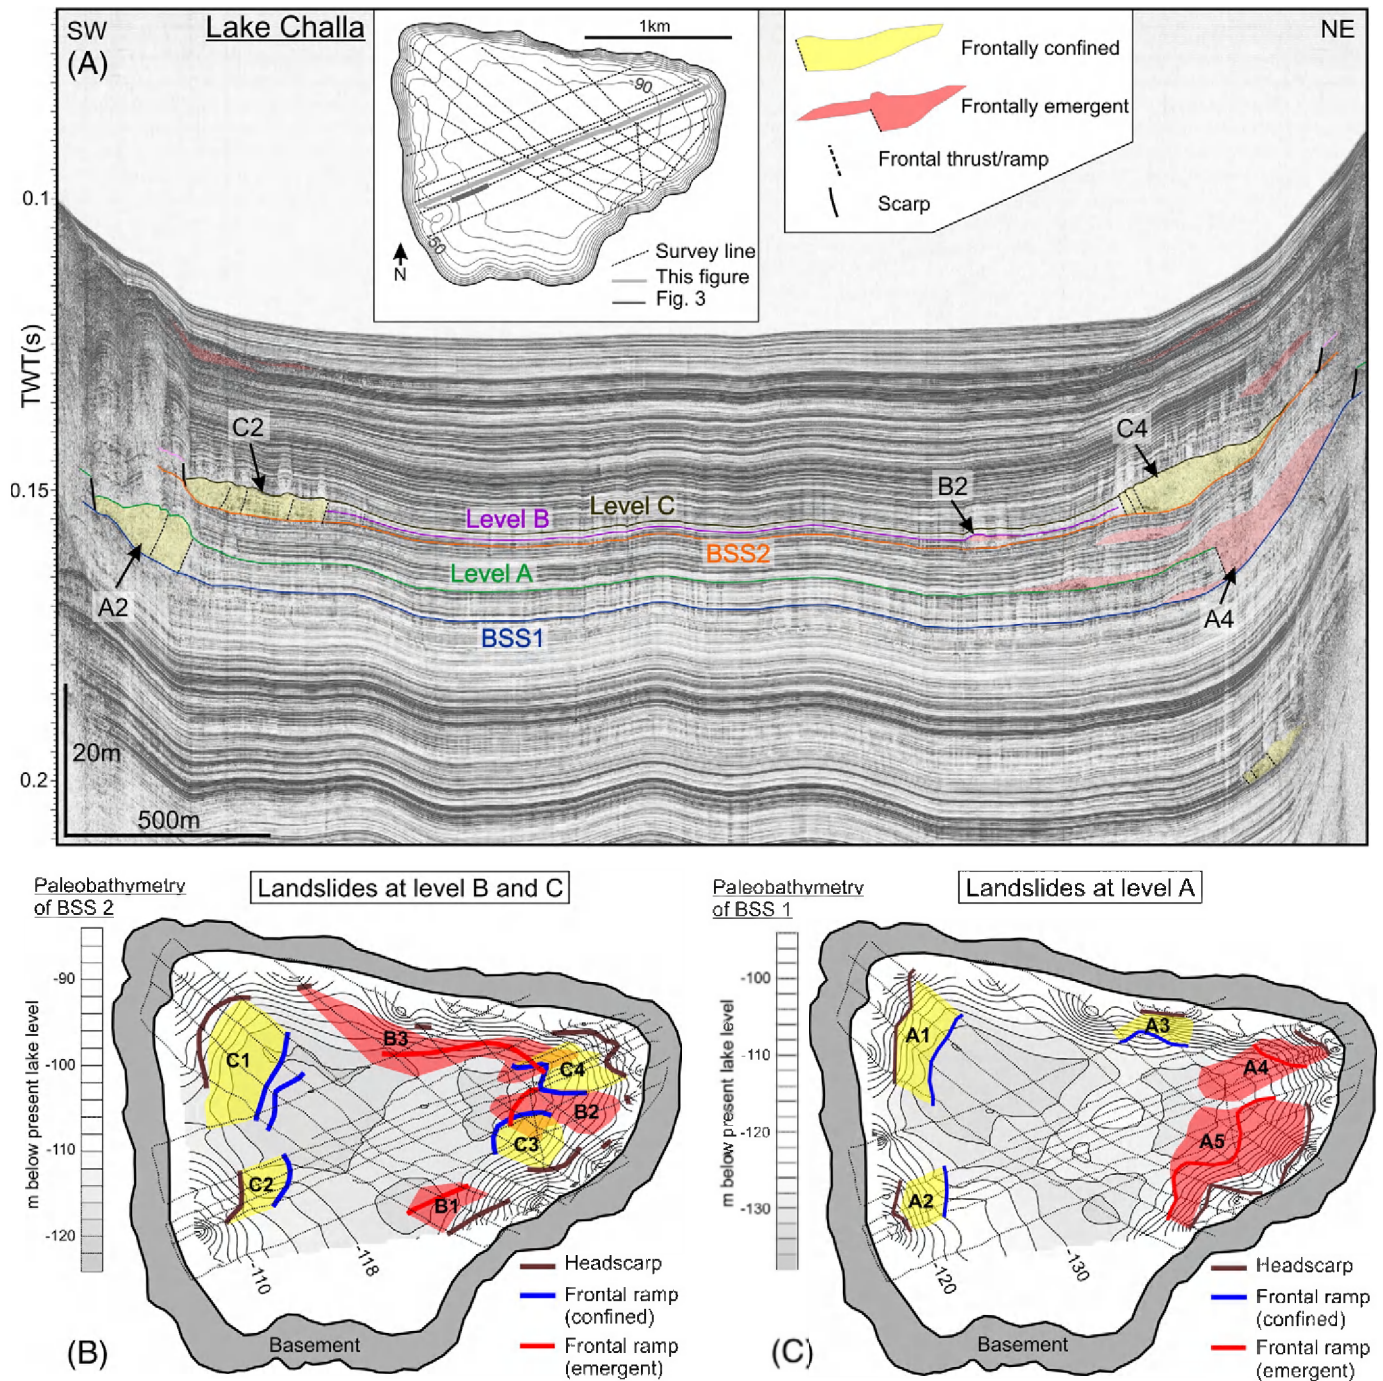 SW
Lake Challa
(A)
NE
1km
-90
-50
N
Survey line
This figure
Fig. 3
Frontally confined
Frontally emergent
Frontal thrust/ramp
Scarp
TWT(s)
0.1
0.15
0.2
C2
C4
B2
Level B
Level C
BSS2
Level A
BSS1
A2
A4
20m
500m
Paleobathymetry
of BSS 2
Landslides at level B and C
m below present lake level
-90
-100
-110
-120
C1
B3
C4
B2
C3
C2
B1
-110
-118
Headscarp
Frontal ramp
(confined)
Frontal ramp
(emergent)
Basement
(B)
Paleobathymetry
of BSS 1
Landslides at level A
m below present lake level
-100
-110
-120
-130
A1
A3
A4
A5
A2
-120
-130
Headscarp
Frontal ramp
(confined)
Frontal ramp
(emergent)
Basement
(C)